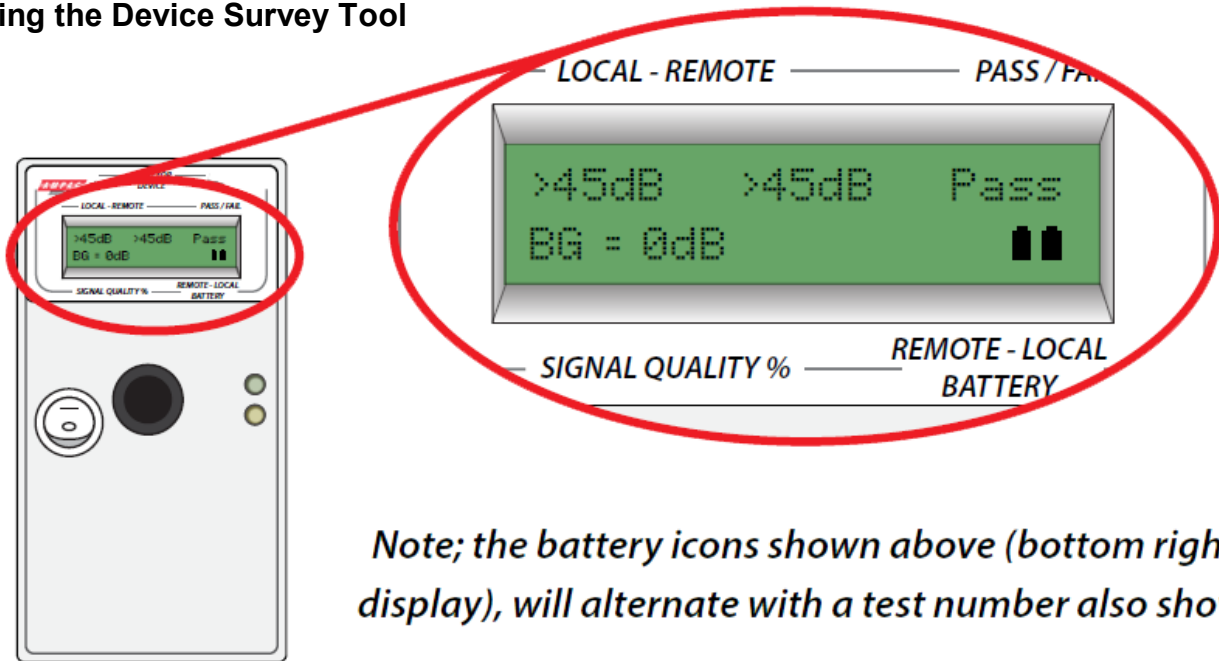 ing the Device Survey Tool
LOCAL - REMOTE PASS / FA
>45dB >45dB Pass
BG = 0dB
SIGNAL QUALITY % REMOTE - LOCAL
BATTERY
DEVICE
LOCAL - REMOTE PASS / FAIL
>45dB >45dB Pass
BG = 0dB
SIGNAL QUALITY % REMOTE - LOCAL
BATTERY
Note; the battery icons shown above (bottom righ
display), will alternate with a test number also sho